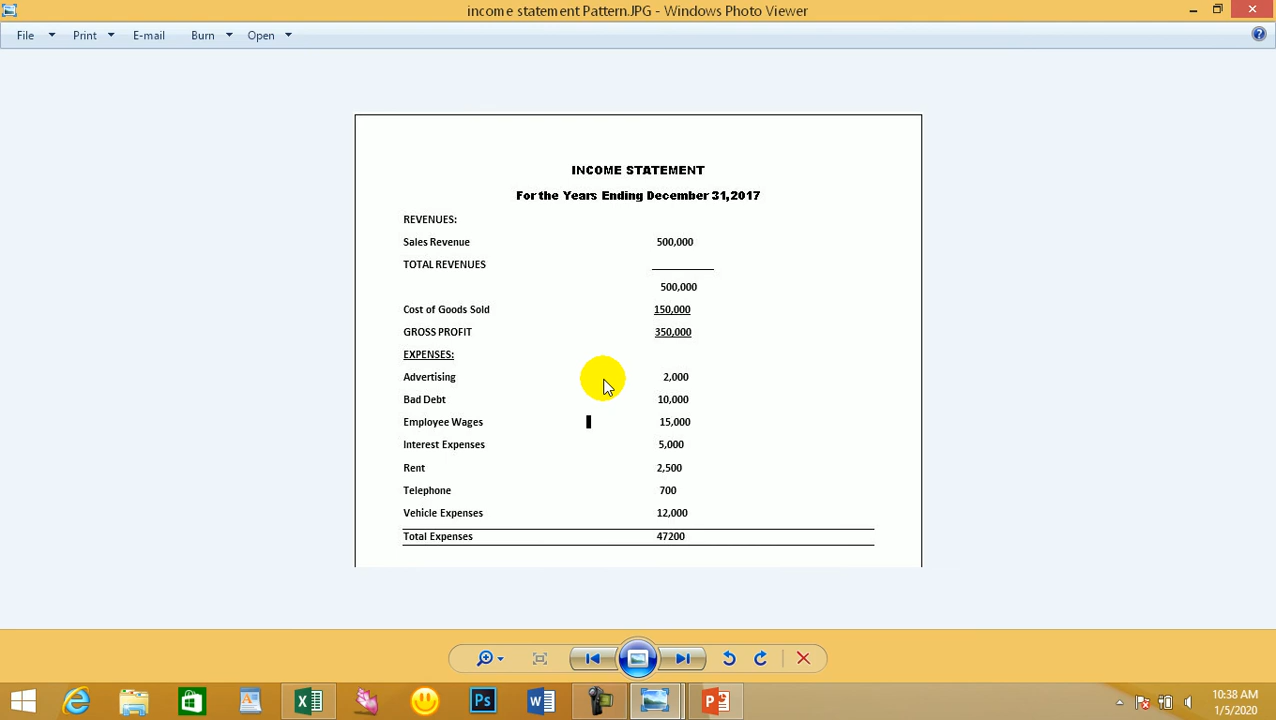 income statement Pattern.JPG - Windows Photo Viewer
File Print E-mail Burn Open
INCOME STATEMENT
For the Years Ending December 31,2017
REVENUES:
Sales Revenue 500,000
TOTAL REVENUES
500,000
Cost of Goods Sold 150,000
GROSS PROFIT 350,000
EXPENSES:
Advertising 2,000
Bad Debt 10,000
Employee Wages 15,000
Interest Expenses 5,000
Rent 2,500
Telephone 700
Vehicle Expenses 12,000
Total Expenses 47200
10:38 AM
1/5/2020